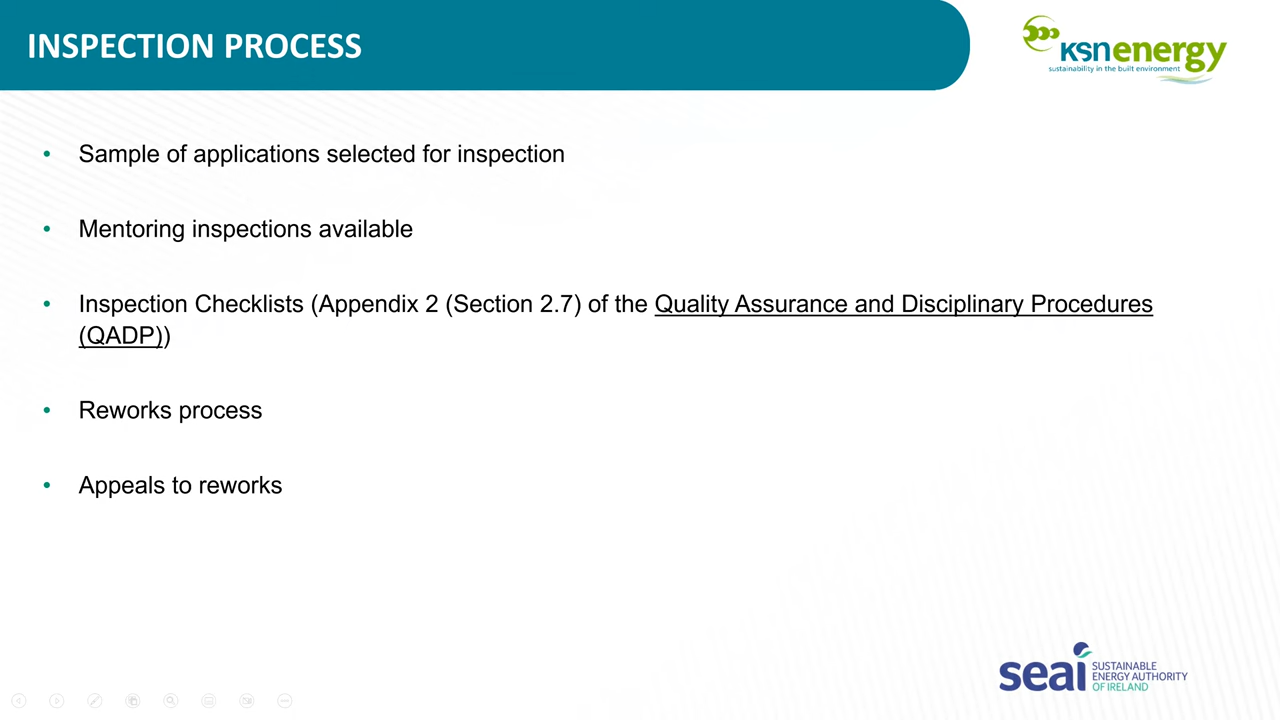 INSPECTION PROCESS
KSNenergy
sustainability in the built environment
• Sample of applications selected for inspection
• Mentoring inspections available
• Inspection Checklists (Appendix 2 (Section 2.7) of the Quality Assurance and Disciplinary Procedures
(QADP))
• Reworks process
• Appeals to reworks
seai
SUSTAINABLE
ENERGY AUTHORITY
OF IRELAND